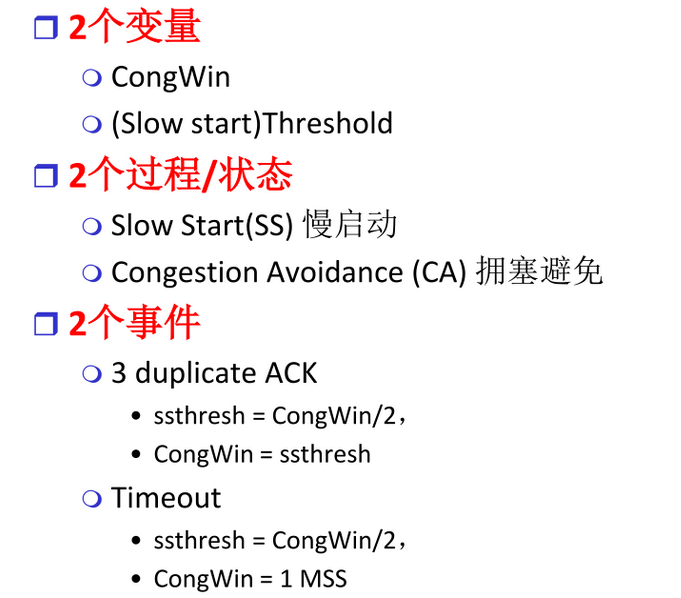 2个变量
CongWin
(Slow start)Threshold
2个过程/状态
Slow Start(SS) 慢启动
Congestion Avoidance (CA) 拥塞避免
2个事件
3 duplicate ACK
ssthresh = CongWin/2，
CongWin = ssthresh
Timeout
ssthresh = CongWin/2，
CongWin = 1 MSS